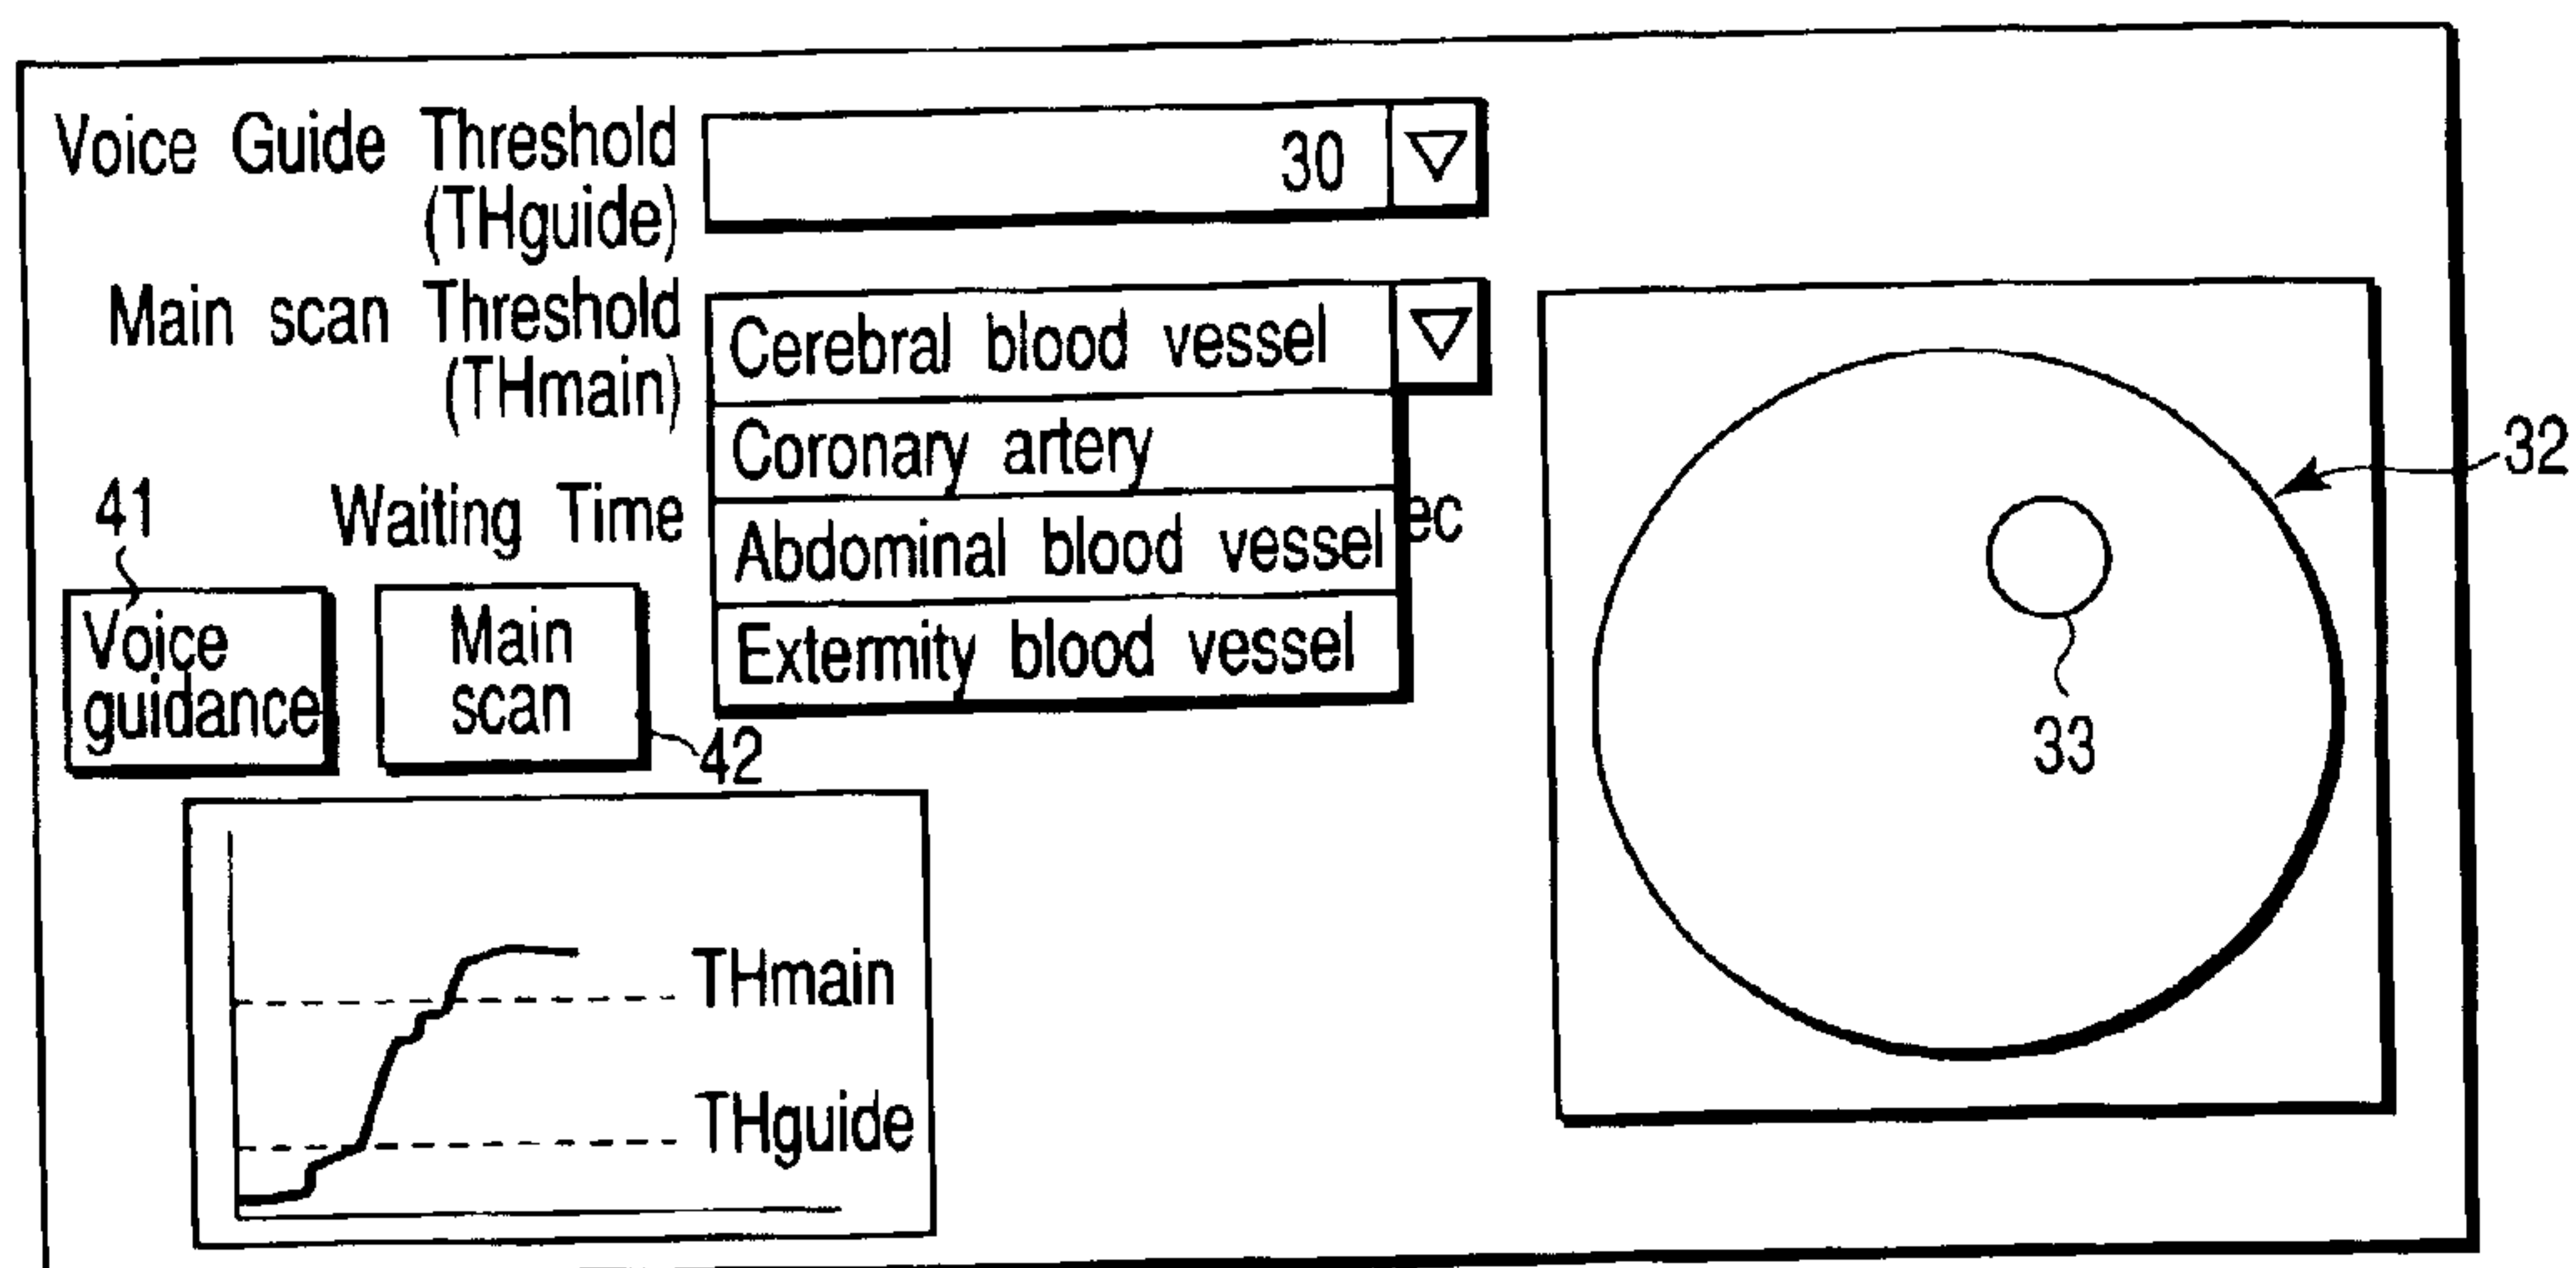 Voice Guide Threshold
(THguide)
30
Main scan Threshold
(THmain)
Cerebral blood vessel
Coronary artery
Abdominal blood vessel
Extermity blood vessel
Waiting Time
ec
41
Voice
guidance
Main
scan
42
THmain
THguide
32
33